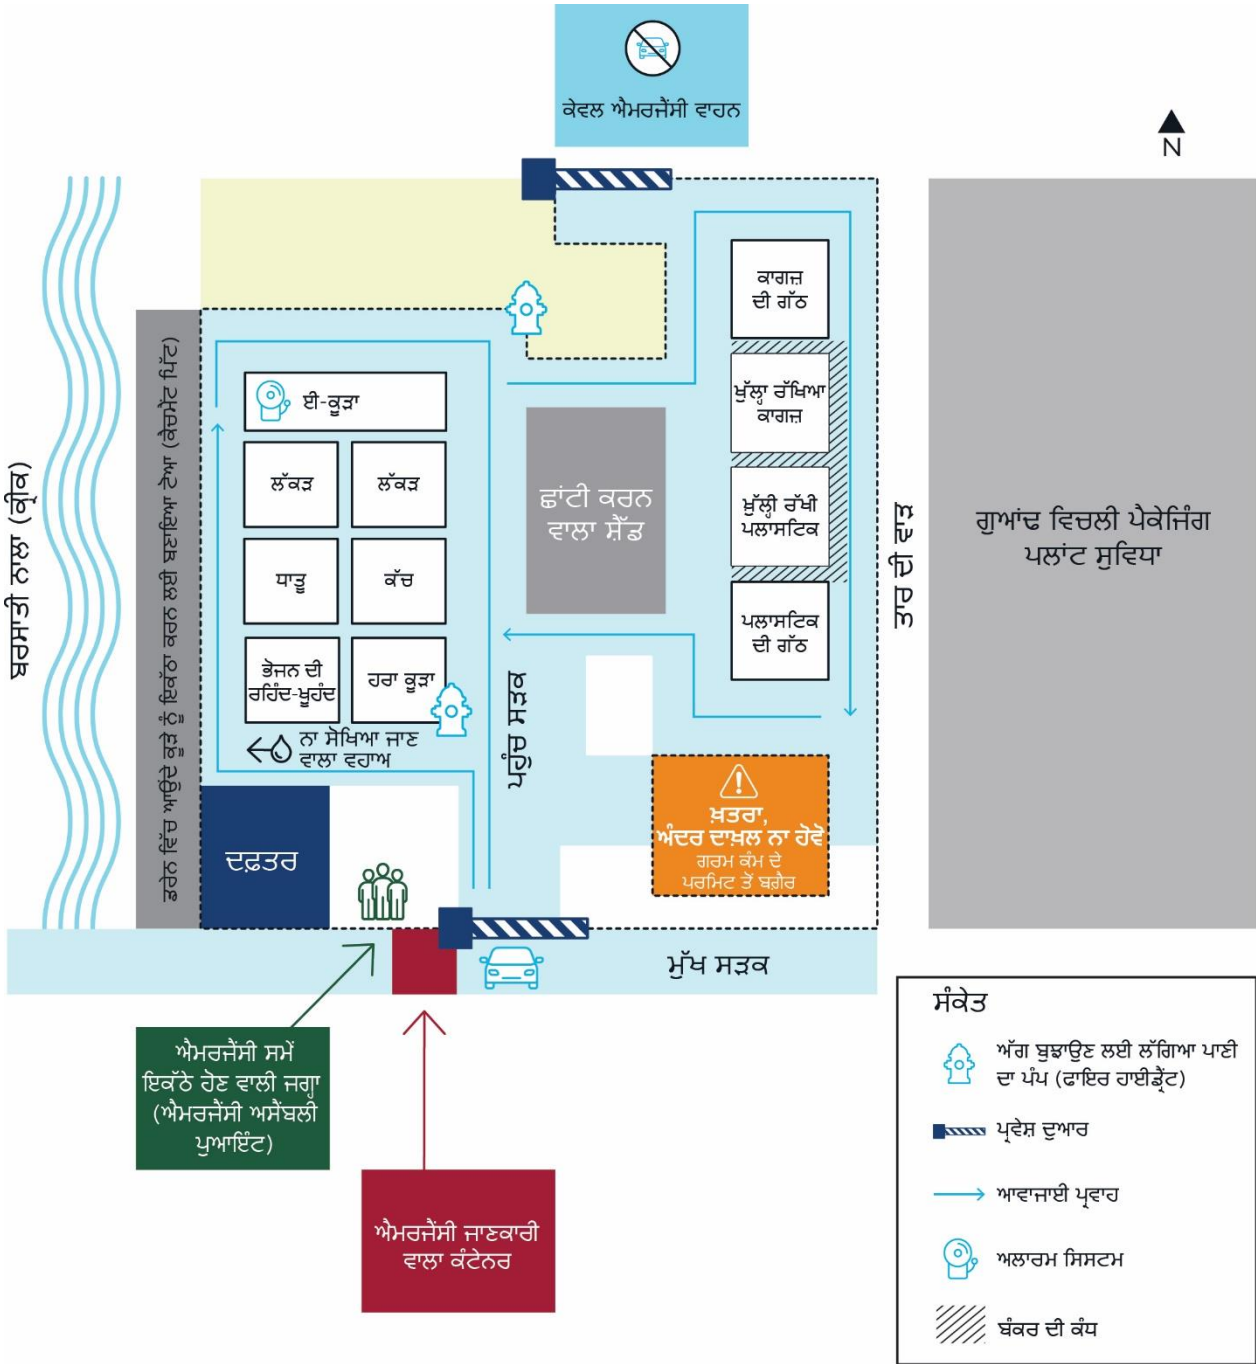 ਕੇਵਲ ਐਮਰਜੈਂਸੀ ਵਾਹਨ
N
ਬਰਸਾਤੀ ਨਾਲਾ (ਕ੍ਰੀਕ)
ਡਰੇਨ ਵਿੱਚ ਆਉਂਦੇ ਕੂੜੇ ਨੂੰ ਇਕੱਠਾ ਕਰਨ ਲਈ ਬਣਾਇਆ ਟੋਆ (ਕੈਚਮੈਂਟ ਪਿੱਟ)
ਈ-ਕੂੜਾ
ਲੱਕੜ
ਲੱਕੜ
ਧਾਤੂ
ਕੱਚ
ਭੋਜਨ ਦੀ
ਰਹਿੰਦ-ਖੂਹੰਦ
ਹਰਾ ਕੂੜਾ
ਨਾ ਸੋਖਿਆ ਜਾਣ
ਵਾਲਾ ਵਹਾਅ
ਦਫ਼ਤਰ
ਪਹੁੰਚ ਸੜਕ
ਛਾਂਟੀ ਕਰਨ
ਵਾਲਾ ਸ਼ੈੱਡ
ਕਾਗਜ਼
ਦੀ ਗੱਠ
ਖੁੱਲ੍ਹਾ ਰੱਖਿਆ
ਕਾਗਜ਼
ਖੁੱਲ੍ਹੀ ਰੱਖੀ
ਪਲਾਸਟਿਕ
ਪਲਾਸਟਿਕ
ਦੀ ਗੱਠ
ਤਾਰ ਦੀ ਵਾੜ
ਗੁਆਂਢ ਵਿਚਲੀ ਪੈਕੇਜਿੰਗ
ਪਲਾਂਟ ਸੁਵਿਧਾ
ਖ਼ਤਰਾ,
ਅੰਦਰ ਦਾਖ਼ਲ ਨਾ ਹੋਵੋ
ਗਰਮ ਕੰਮ ਦੇ
ਪਰਮਿਟ ਤੋਂ ਬਗ਼ੈਰ
ਮੁੱਖ ਸੜਕ
ਐਮਰਜੈਂਸੀ ਸਮੇਂ
ਇਕੱਠੇ ਹੋਣ ਵਾਲੀ ਜਗ੍ਹਾ
(ਐਮਰਜੈਂਸੀ ਅਸੈਂਬਲੀ
ਪੁਆਇੰਟ)
ਐਮਰਜੈਂਸੀ ਜਾਣਕਾਰੀ
ਵਾਲਾ ਕੰਟੇਨਰ
ਸੰਕੇਤ
ਅੱਗ ਬੁਝਾਉਣ ਲਈ ਲੱਗਿਆ ਪਾਣੀ
ਦਾ ਪੰਪ (ਫਾਇਰ ਹਾਈਡ੍ਰੈਂਟ)
ਪ੍ਰਵੇਸ਼ ਦੁਆਰ
ਆਵਾਜਾਈ ਪ੍ਰਵਾਹ
ਅਲਾਰਮ ਸਿਸਟਮ
ਬੰਕਰ ਦੀ ਕੰਧ